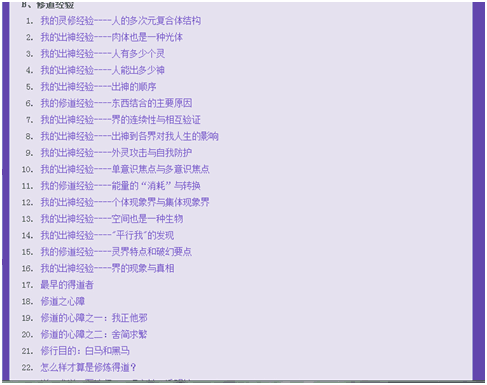 B、修道经验
1. 我的灵修经验----人的多次元复合体结构
2. 我的出神经验----肉体也是一种光体
3. 我的出神经验----人有多少个灵
4. 我的出神经验----人能出多少神
5. 我的出神经验----出神的顺序
6. 我的修道经验----东西结合的主要原因
7. 我的出神经验----界的连续性与相互验证
8. 我的出神经验----出神到各界对我人生的影响
9. 我的出神经验----外灵攻击与自我防护
10. 我的出神经验----单意识焦点与多意识焦点
11. 我的修道经验----能量的“消耗”与转换
12. 我的出神经验----个体现象界与集体现象界
13. 我的出神经验----空间也是一种生物
14. 我的出神经验----"平行我"的发现
15. 我的修道经验----灵界特点和破幻要点
16. 我的出神经验----界的现象与真相
17. 最早的得道者
18. 修道之心障
19. 修道的心障之一：我正他邪
20. 修道的心障之二：舍简求繁
21. 修行目的：白马和黑马
22. 怎么样才算是修炼得道？